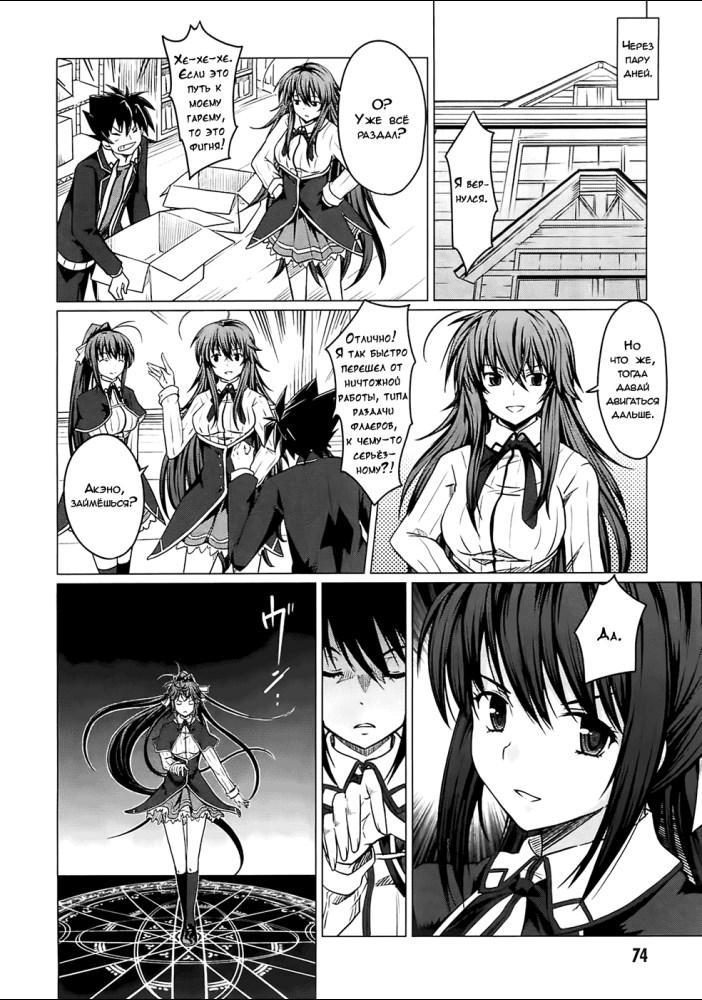 Через
пару
дней.
Я вер-
нулся.
О?
Уже всё
раздал?
Хе-хе-хе.
Если это
путь к
моему
гарему,
то это
фигня!
Но
что же,
тогда
давай
двигаться
дальше.
Отлично!
Я так быстро
перешел от
ничтожной
работы, типа
раздачи
флаеров,
к чему-то
серьёз-
ному?!
Акэно,
займёшься?
Да.
ヴン…
74